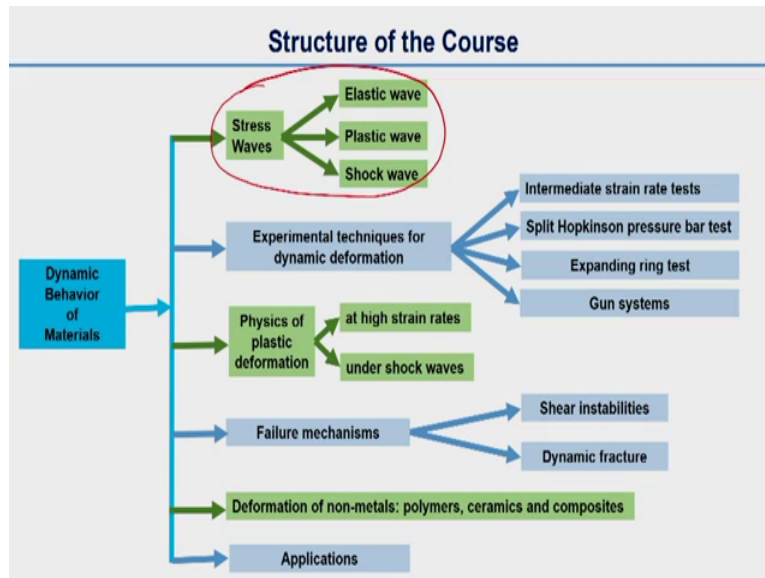 Structure of the Course
Stress
Waves
Elastic wave
Plastic wave
Shock wave
Experimental techniques for
dynamic deformation
Intermediate strain rate tests
Split Hopkinson pressure bar test
Expanding ring test
Gun systems
Dynamic
Behavior
of
Materials
Physics of
plastic
deformation
at high strain rates
under shock waves
Failure mechanisms
Shear instabilities
Dynamic fracture
Deformation of non-metals: polymers, ceramics and composites
Applications